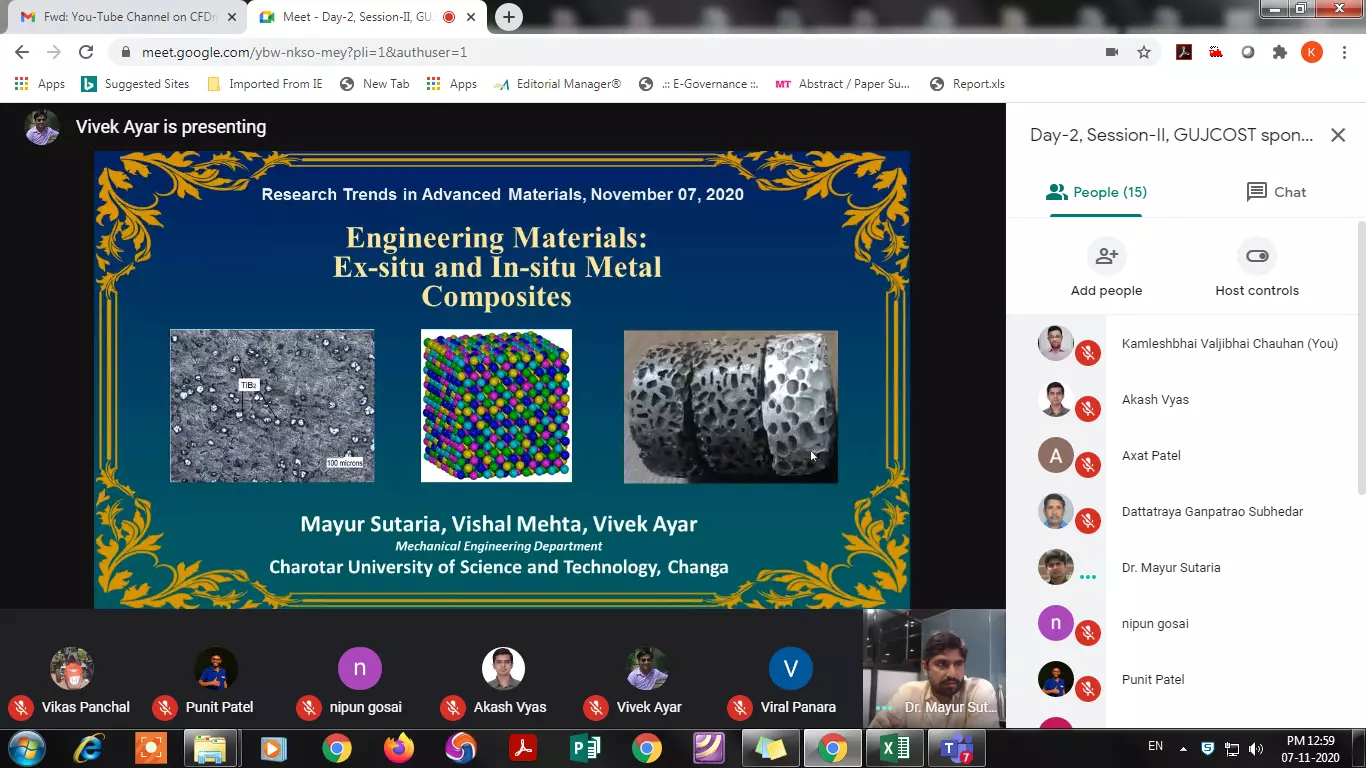 Fwd: You-Tube Channel on CFDn
Meet - Day-2, Session-II, GU
meet.google.com/ybw-nkso-mey?pli=1&authuser=1
K
Apps
Suggested Sites
Imported From IE
New Tab
Apps
Editorial Manager®
.:: E-Governance ::.
MT Abstract / Paper Su...
Report.xls
Vivek Ayar is presenting
Research Trends in Advanced Materials, November 07, 2020
Engineering Materials:
Ex-situ and In-situ Metal
Composites
TiB2
100 microns
Mayur Sutaria, Vishal Mehta, Vivek Ayar
Mechanical Engineering Department
Charotar University of Science and Technology, Changa
Day-2, Session-II, GUJCOST spon...
People (15)
Chat
Add people
Host controls
Kamleshbhai Valjibhai Chauhan (You)
Akash Vyas
A
Axat Patel
Dattatraya Ganpatrao Subhedar
Dr. Mayur Sutaria
n
nipun gosai
Punit Patel
n
V
Vikas Panchal
Punit Patel
nipun gosai
Akash Vyas
Vivek Ayar
Viral Panara
Dr. Mayur Sut...
EN
PM 12:59
07-11-2020
7